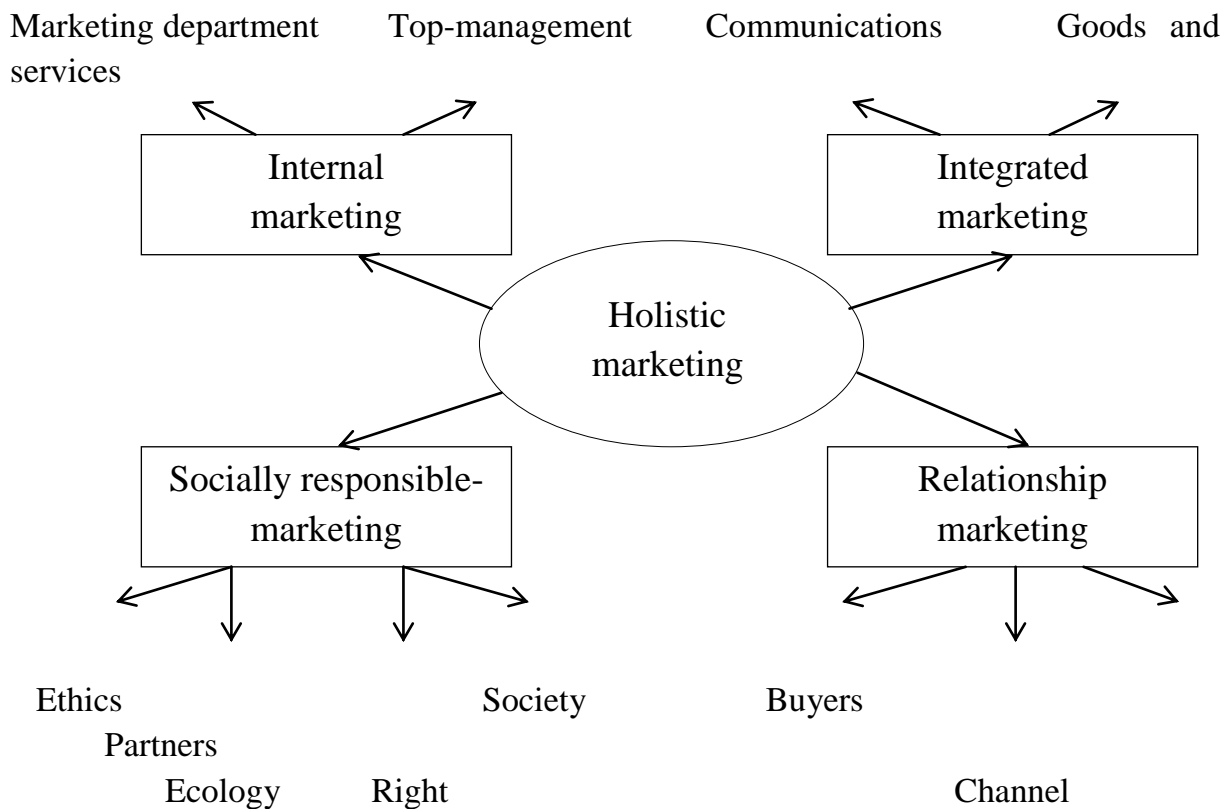 Marketing department Top-management Communications Goods and
services
Internal
marketing
Integrated
marketing
Holistic
marketing
Socially responsible-
marketing
Relationship
marketing
Ethics Society Buyers
Partners
Ecology Right Channel